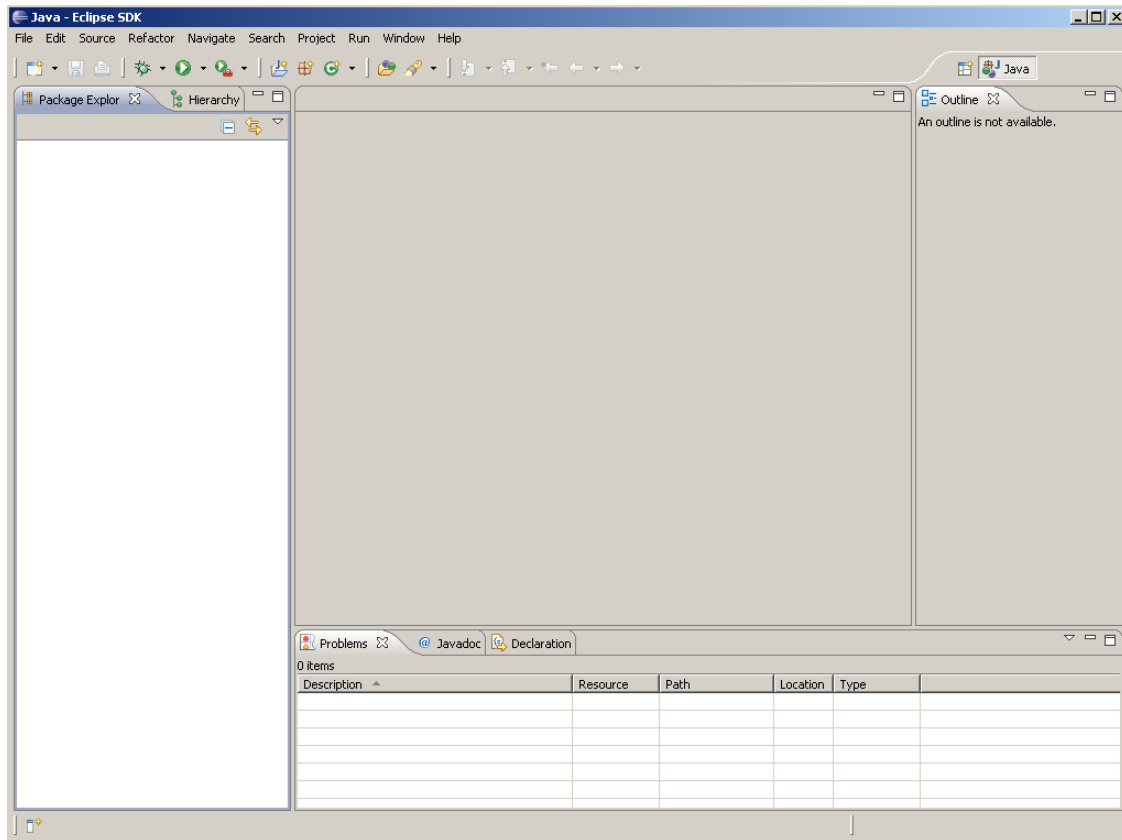 Java - Eclipse SDK
File Edit Source Refactor Navigate Search Project Run Window Help
Java
Package Explor Hierarchy
Outline
An outline is not available.
Problems @ Javadoc Declaration
0 items
Description Resource Path Location Type